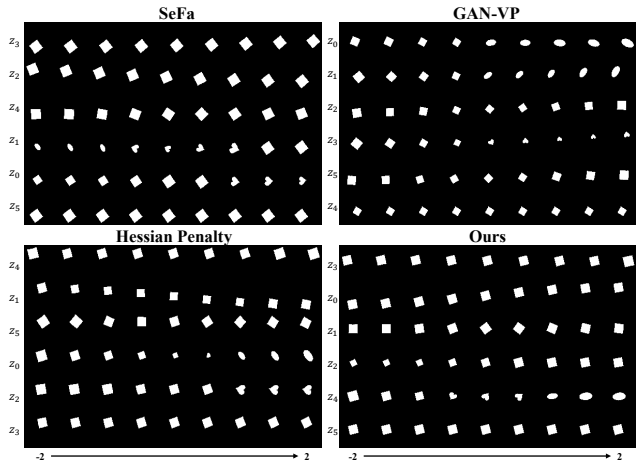 SeFa
z₃
z₂
z₄
z₁
z₀
z₅
GAN-VP
z₀
z₁
z₂
z₃
z₅
z₄
Hessian Penalty
z₄
z₁
z₅
z₀
z₂
z₃
-2 2
Ours
z₃
z₀
z₁
z₂
z₄
z₅
-2 2